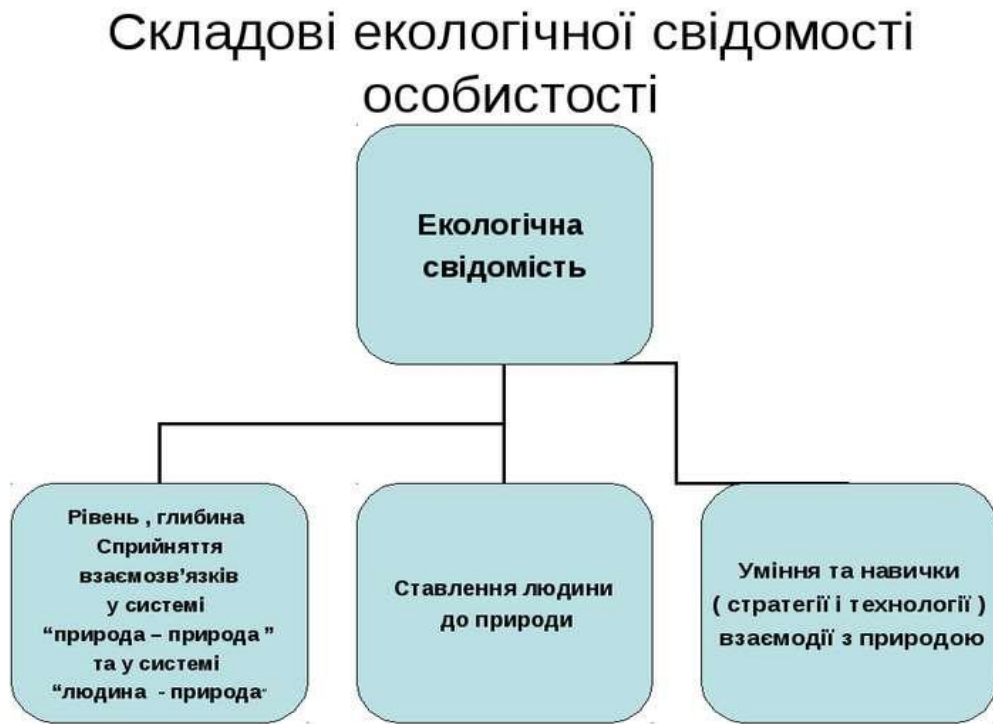 Складові екологічної свідомості
особистості
Екологічна
свідомість
Рівень , глибина
Сприйняття
взаємозв’язків
у системі
“природа – природа ”
та у системі
“людина - природа“
Ставлення людини
до природи
Уміння та навички
( стратегії і технології )
взаємодії з природою